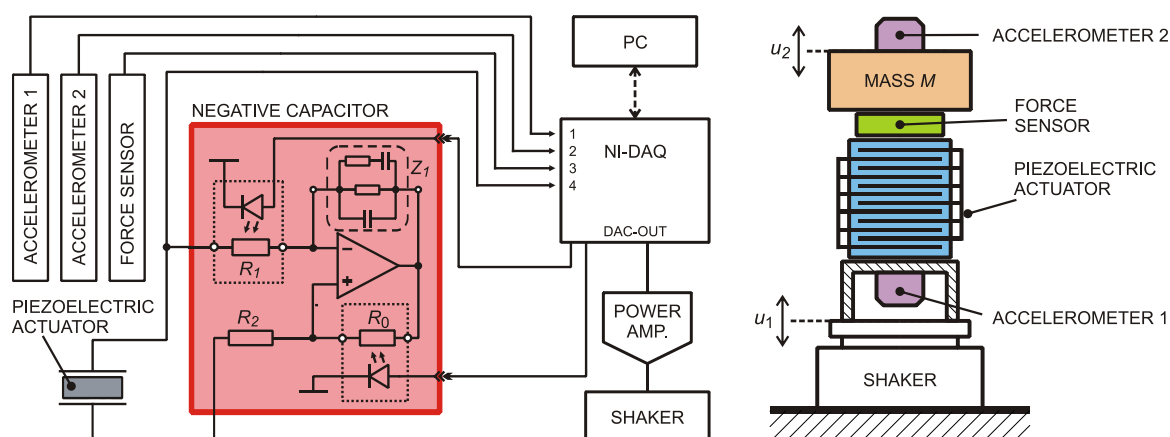 ACCELEROMETER 1
ACCELEROMETER 2
FORCE SENSOR
NEGATIVE CAPACITOR
Z1
R1
R2
R0
PIEZOELECTRIC
ACTUATOR
PC
1
2
3
4
NI-DAQ
DAC-OUT
POWER
AMP.
SHAKER
u2
ACCELEROMETER 2
MASS M
FORCE
SENSOR
PIEZOELECTRIC
ACTUATOR
u1
ACCELEROMETER 1
SHAKER